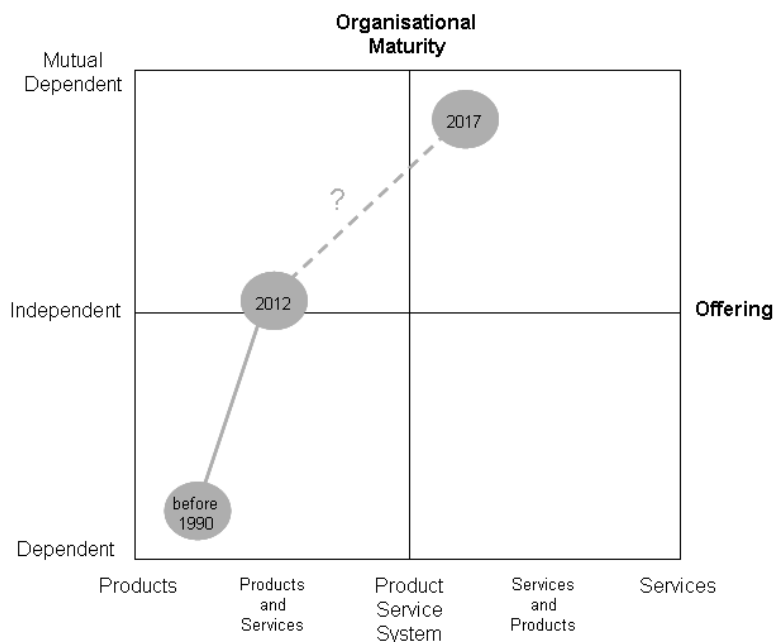 Organisational
Maturity
Mutual
Dependent
2017
?
2012
Independent
Offering
before
1990
Dependent
Products
Products
and
Services
Product
Service
System
Services
and
Products
Services